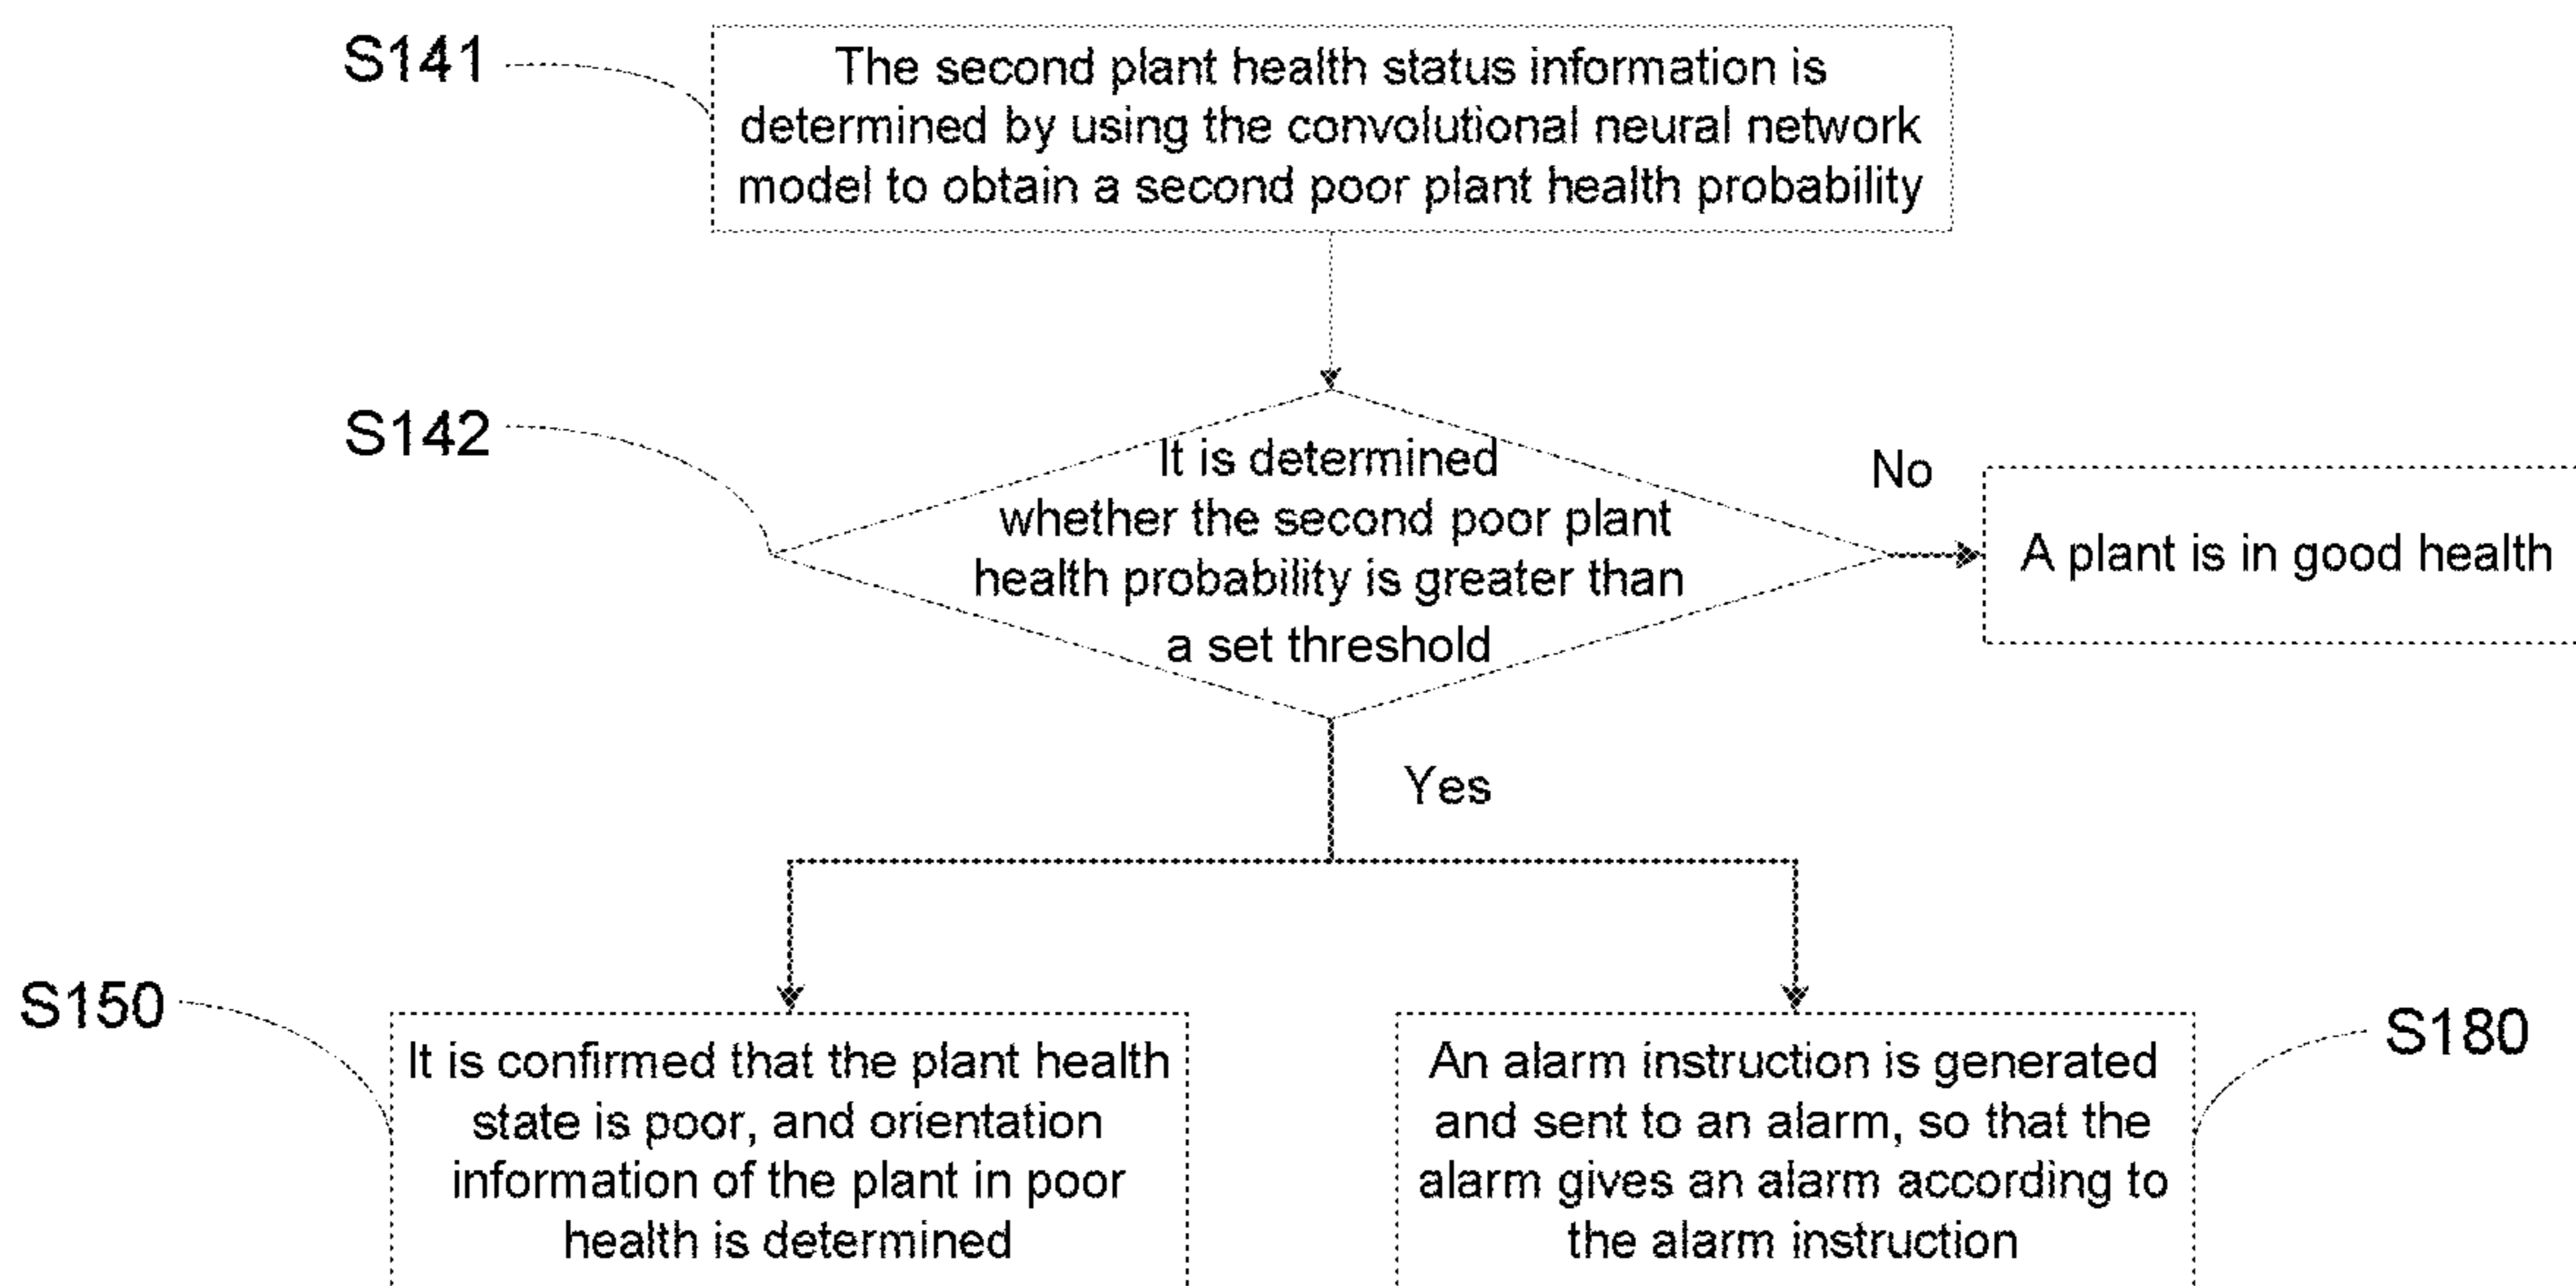 S141
The second plant health status information is
determined by using the convolutional neural network
model to obtain a second poor plant health probability
S142
It is determined
whether the second poor plant
health probability is greater than
a set threshold
No
A plant is in good health
Yes
S150
It is confirmed that the plant health
state is poor, and orientation
information of the plant in poor
health is determined
An alarm instruction is generated
and sent to an alarm, so that the
alarm gives an alarm according to
the alarm instruction
S180